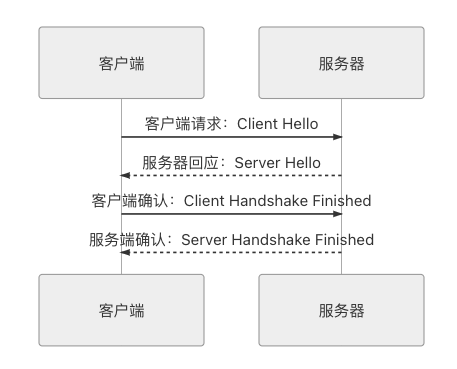 客户端
服务器
客户端请求：Client Hello
服务器回应：Server Hello
客户端确认：Client Handshake Finished
服务端确认：Server Handshake Finished
客户端
服务器